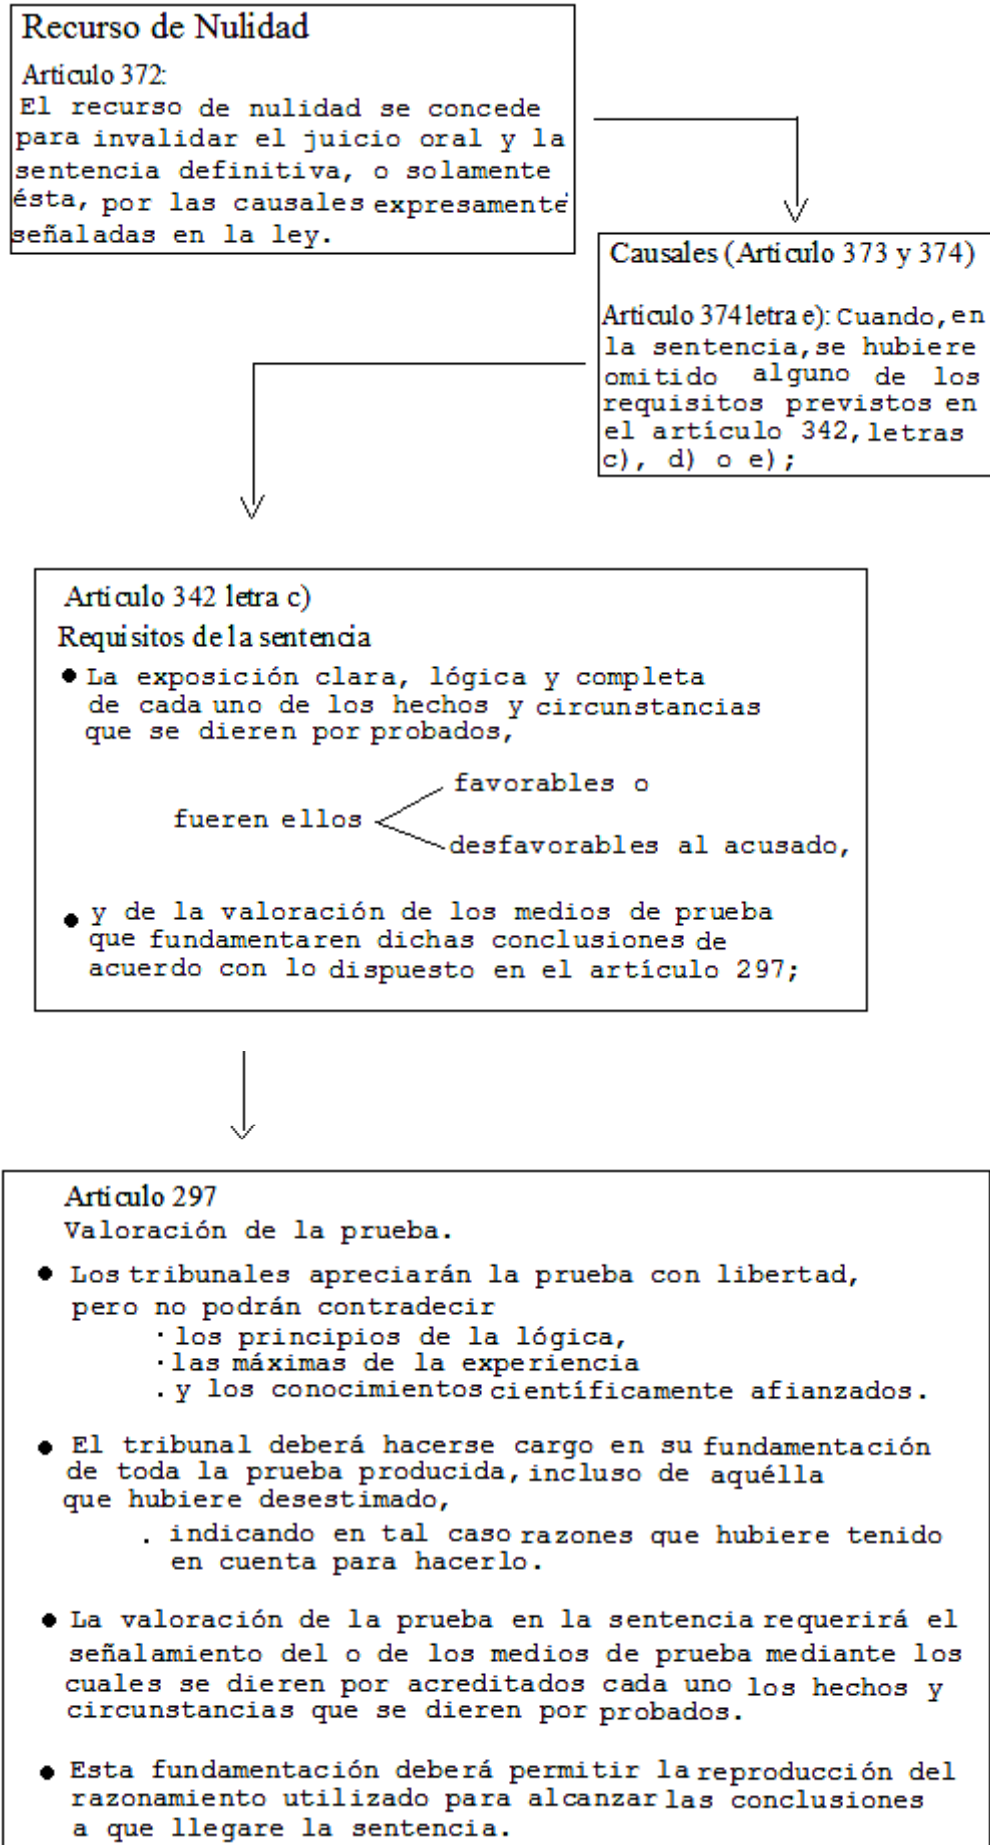 Recurso de Nulidad
Articulo 372:
El recurso de nulidad se concede
para invalidar el juicio oral y la
sentencia definitiva, o solamente
ésta, por las causales expresamente
señaladas en la ley.
Causales (Articulo 373 y 374)
Articulo 374 letra e): Cuando, en
la sentencia, se hubiere
omitido alguno de los
requisitos previstos en
el artículo 342, letras
c), d) o e);
Articulo 342 letra c)
Requisitos de la sentencia
● La exposición clara, lógica y completa
de cada uno de los hechos y circunstancias
que se dieren por probados,
favorables o
fueren ellos
desfavorables al acusado,
● y de la valoración de los medios de prueba
que fundamentaren dichas conclusiones de
acuerdo con lo dispuesto en el artículo 297;
Articulo 297
Valoración de la prueba.
● Los tribunales apreciarán la prueba con libertad,
pero no podrán contradecir
· los principios de la lógica,
· las máximas de la experiencia
. y los conocimientos científicamente afianzados.
● El tribunal deberá hacerse cargo en su fundamentación
de toda la prueba producida, incluso de aquélla
que hubiere desestimado,
. indicando en tal caso razones que hubiere tenido
en cuenta para hacerlo.
● La valoración de la prueba en la sentencia requerirá el
señalamiento del o de los medios de prueba mediante los
cuales se dieren por acreditados cada uno los hechos y
circunstancias que se dieren por probados.
● Esta fundamentación deberá permitir la reproducción del
razonamiento utilizado para alcanzar las conclusiones
a que llegare la sentencia.